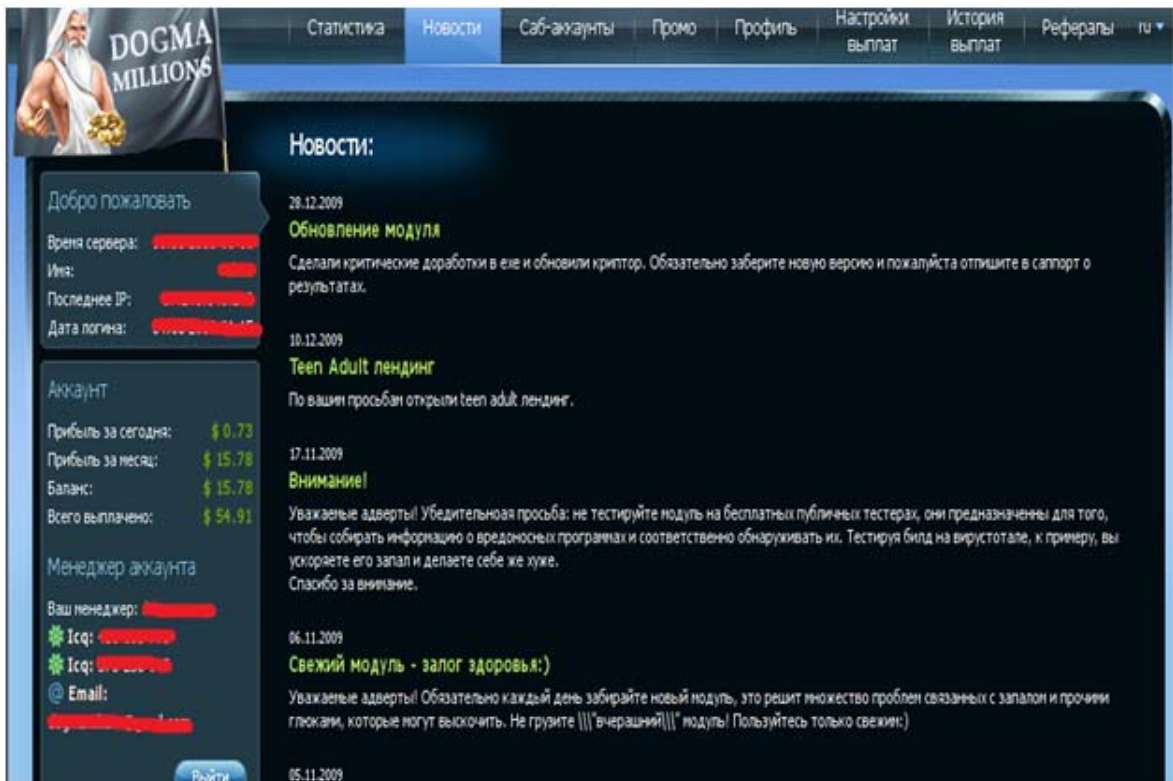 DOGMA
MILLIONS
Статистика
Новости
Саб-аккаунты
Промо
Профиль
Настройки
выплат
История
выплат
Рефералы
ru
Добро пожаловать
Время сервера:
Имя:
Последнее IP:
Дата логина:
Аккаунт
Прибыль за сегодня: $ 0.73
Прибыль за месяц: $ 15.78
Баланс: $ 15.78
Всего выплачено: $ 54.91
Менеджер аккаунта
Ваш менеджер:
Icq:
Icq:
@ Email:
Выйти
Новости:
28.12.2009
Обновление модуля
Сделали критические доработки в exe и обновили криптор. Обязательно заберите новую версию и пожалуйста отпишите в саппорт о
результатах.
10.12.2009
Teen Adult лендинг
По вашим просьбам открыли teen adult лендинг.
17.11.2009
Внимание!
Уважаемые адверты! Убедительноая просьба: не тестируйте модуль на бесплатных публичных тестерах, они предназначенны для того,
чтобы собирать информацию о вредоносных программах и соответственно обнаруживать их. Тестируя билд на вирустотале, к примеру, вы
ускоряете его запал и делаете себе же хуже.
Спасибо за внимание.
06.11.2009
Свежий модуль - залог здоровья:)
Уважаемые адверты! Обязательно каждый день забирайте новый модуль, это решит множество проблем связанных с запалом и прочими
глюками, которые могут выскочить. Не грузите \\\"вчерашний\\\" модуль! Пользуйтесь только свежим:)
05.11.2009